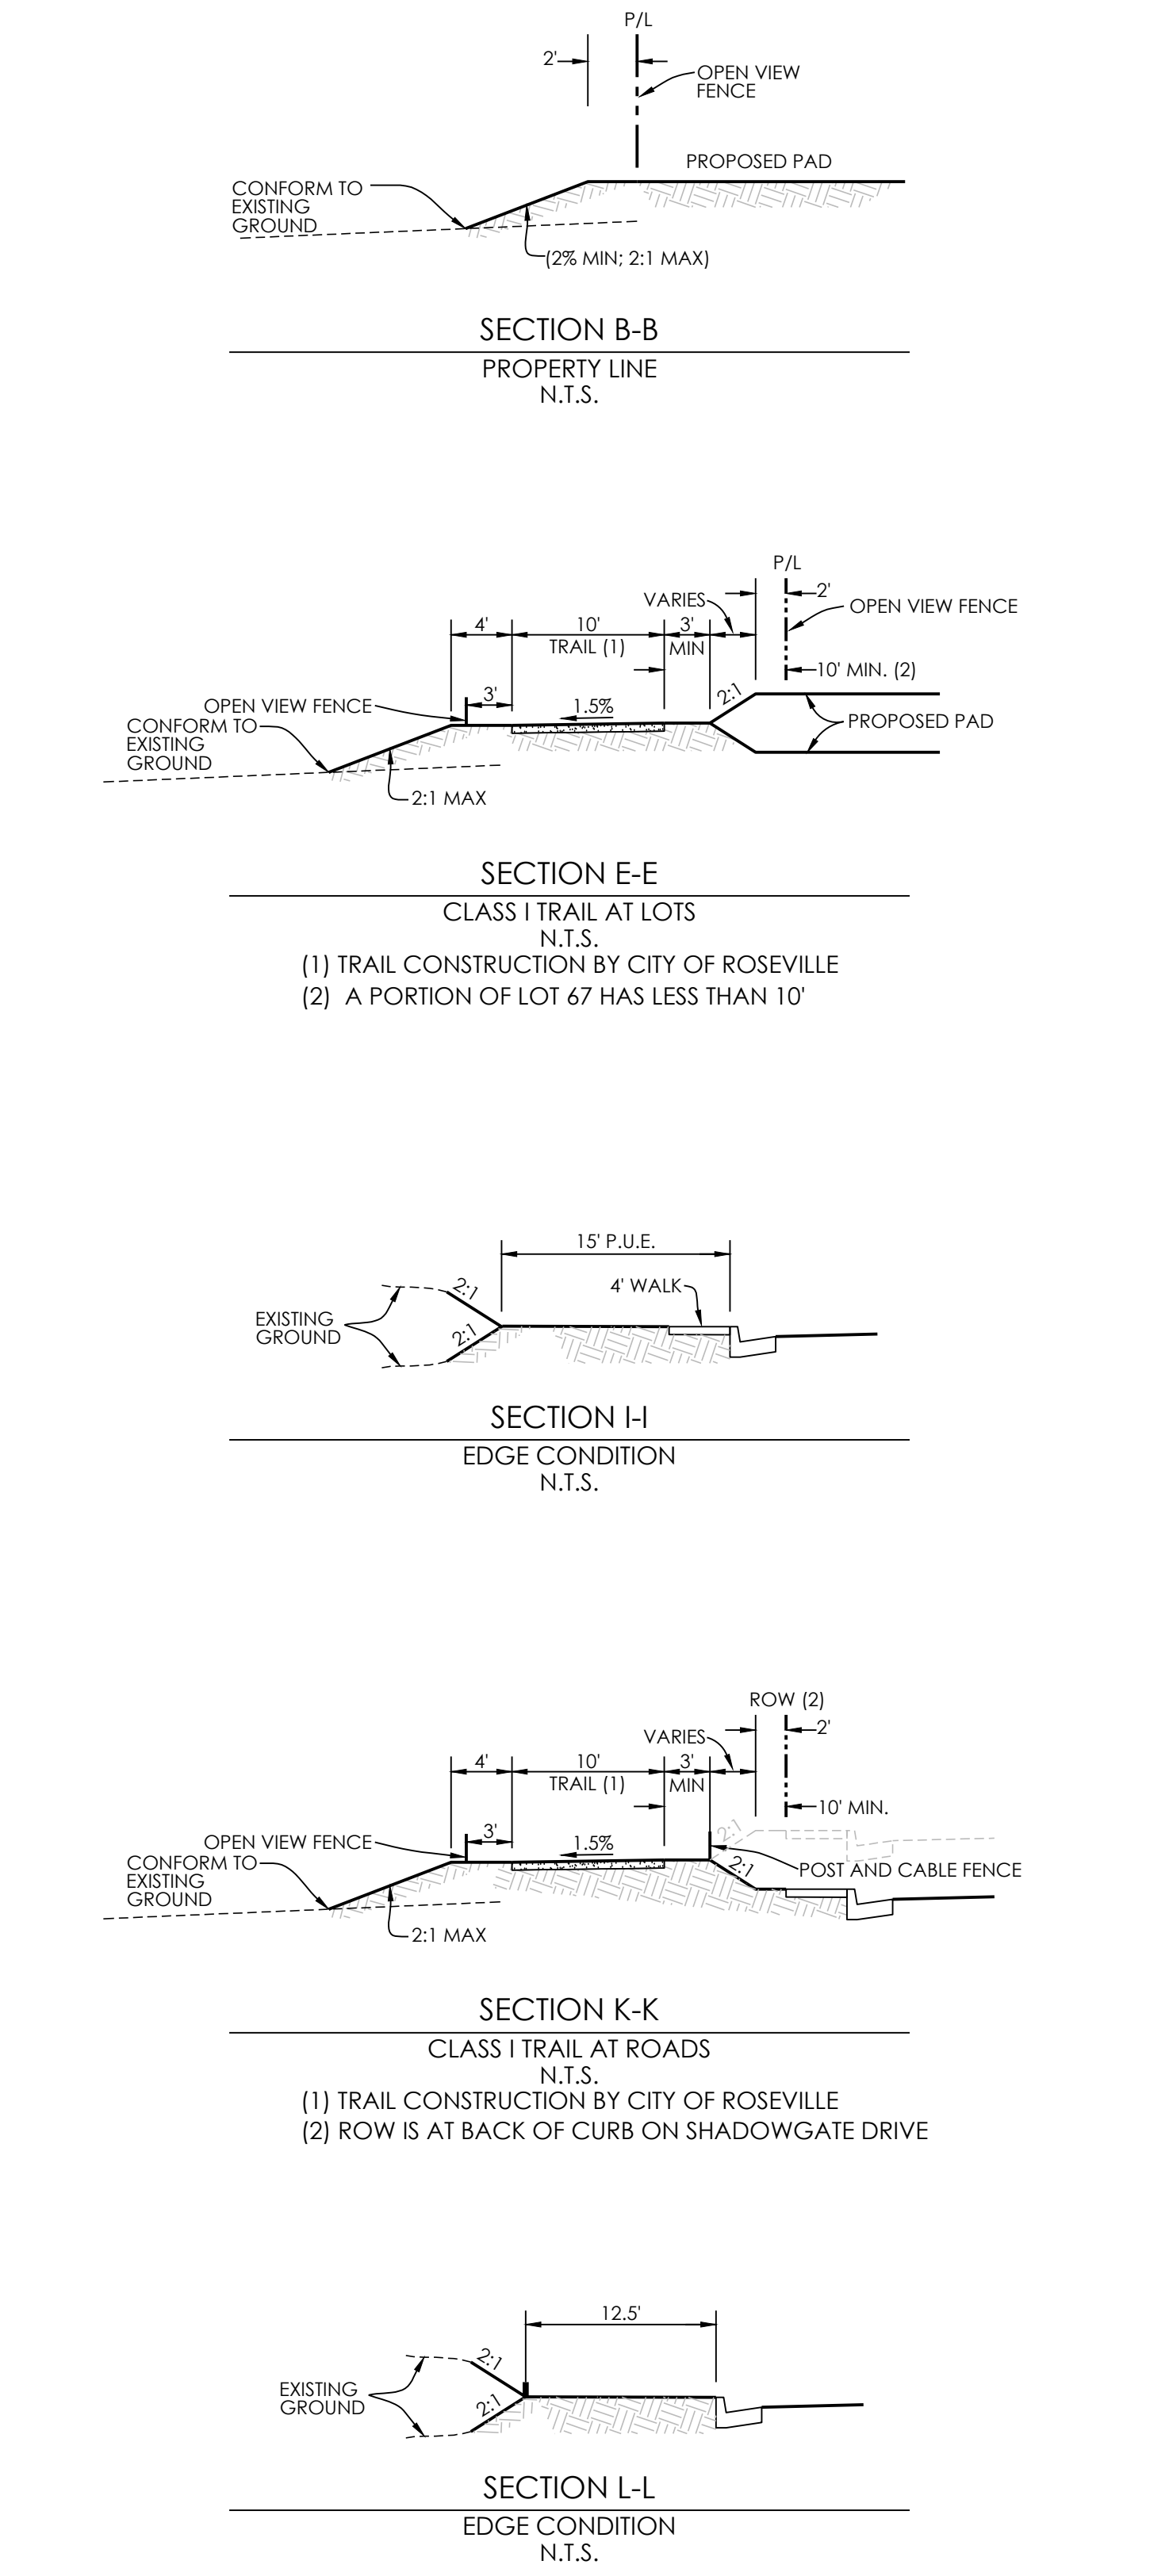 P/L
2'
OPEN VIEW
FENCE
PROPOSED PAD
CONFORM TO
EXISTING
GROUND
(2% MIN; 2:1 MAX)
SECTION B-B
PROPERTY LINE
N.T.S.
P/L
2'
VARIES
OPEN VIEW FENCE
4'
10'
3'
TRAIL (1)
MIN
10' MIN. (2)
2:1
3'
1.5%
OPEN VIEW FENCE
PROPOSED PAD
CONFORM TO
EXISTING
GROUND
2:1 MAX
SECTION E-E
CLASS I TRAIL AT LOTS
N.T.S.
(1) TRAIL CONSTRUCTION BY CITY OF ROSEVILLE
(2) A PORTION OF LOT 67 HAS LESS THAN 10'
15' P.U.E.
4' WALK
2:1
EXISTING
GROUND
2:1
SECTION I-I
EDGE CONDITION
N.T.S.
ROW (2)
2'
VARIES
4'
10'
3'
TRAIL (1)
MIN
10' MIN.
2:1
3'
1.5%
OPEN VIEW FENCE
2:1
POST AND CABLE FENCE
CONFORM TO
EXISTING
GROUND
2:1 MAX
SECTION K-K
CLASS I TRAIL AT ROADS
N.T.S.
(1) TRAIL CONSTRUCTION BY CITY OF ROSEVILLE
(2) ROW IS AT BACK OF CURB ON SHADOWGATE DRIVE
12.5'
2:1
EXISTING
GROUND
2:1
SECTION L-L
EDGE CONDITION
N.T.S.